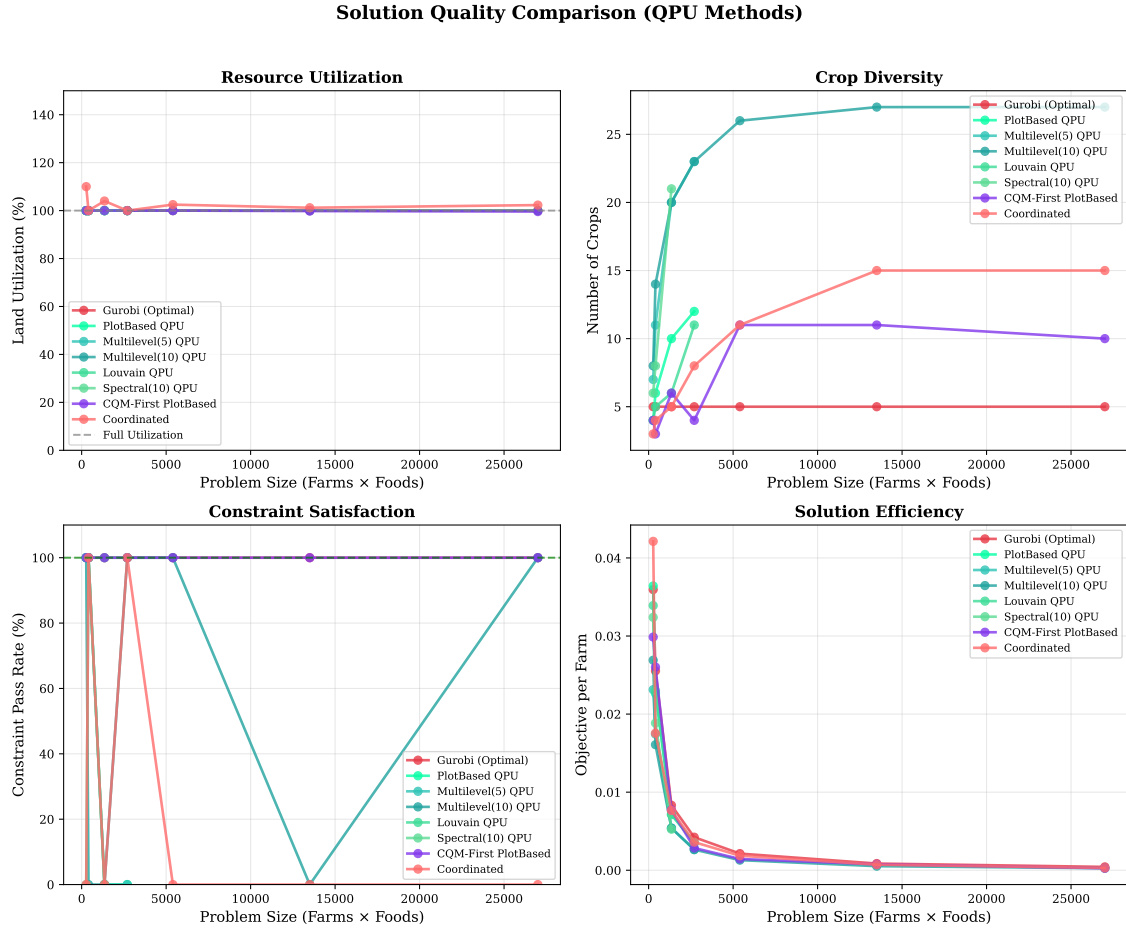 Solution Quality Comparison (QPU Methods)
Resource Utilization
Land Utilization (%)
140
120
100
80
60
40
20
0
Gurobi (Optimal)
PlotBased QPU
Multilevel(5) QPU
Multilevel(10) QPU
Louvain QPU
Spectral(10) QPU
CQM-First PlotBased
Coordinated
Full Utilization
0 5000 10000 15000 20000 25000
Problem Size (Farms × Foods)
Crop Diversity
Number of Crops
25
20
15
10
5
Gurobi (Optimal)
PlotBased QPU
Multilevel(5) QPU
Multilevel(10) QPU
Louvain QPU
Spectral(10) QPU
CQM-First PlotBased
Coordinated
0 5000 10000 15000 20000 25000
Problem Size (Farms × Foods)
Constraint Satisfaction
Constraint Pass Rate (%)
100
80
60
40
20
0
Gurobi (Optimal)
PlotBased QPU
Multilevel(5) QPU
Multilevel(10) QPU
Louvain QPU
Spectral(10) QPU
CQM-First PlotBased
Coordinated
0 5000 10000 15000 20000 25000
Problem Size (Farms × Foods)
Solution Efficiency
Objective per Farm
0.04
0.03
0.02
0.01
0.00
Gurobi (Optimal)
PlotBased QPU
Multilevel(5) QPU
Multilevel(10) QPU
Louvain QPU
Spectral(10) QPU
CQM-First PlotBased
Coordinated
0 5000 10000 15000 20000 25000
Problem Size (Farms × Foods)